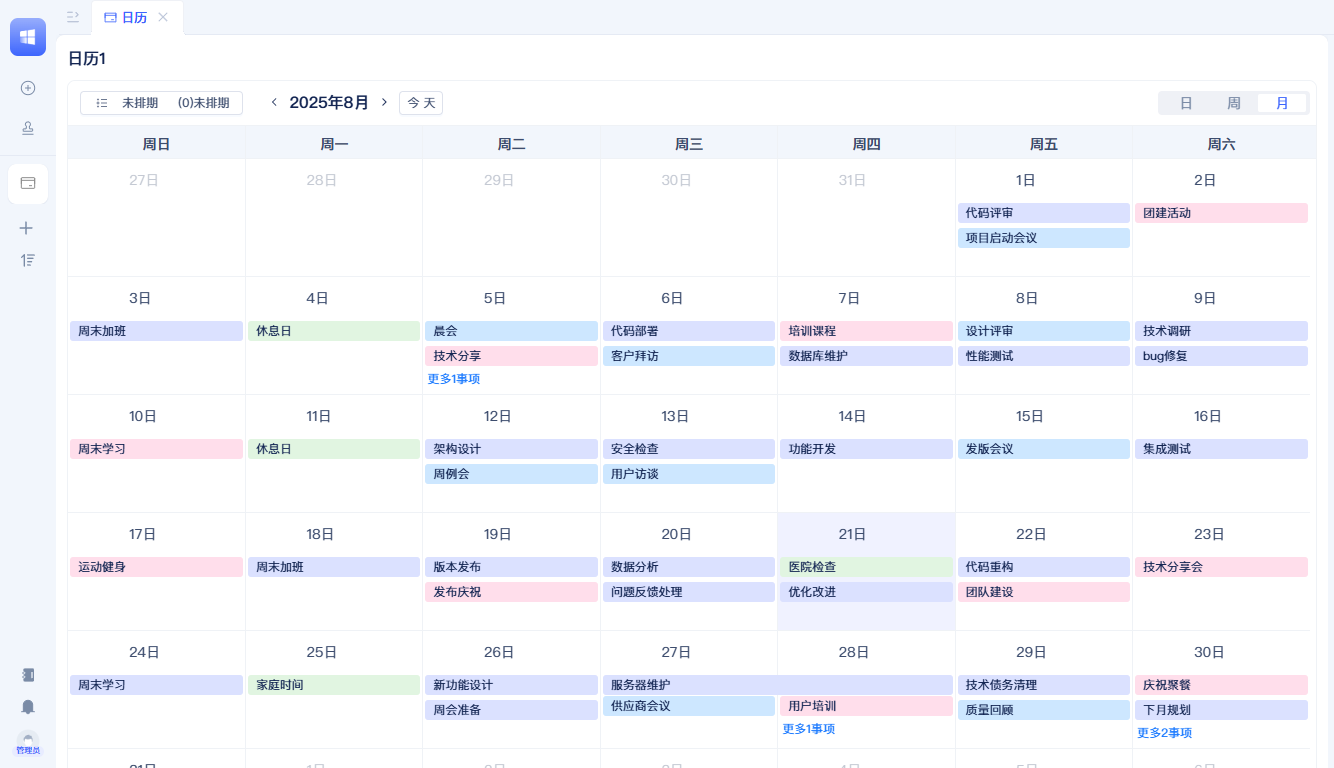 日历
日历1
未排期 (0)未排期 2025年8月 今天 日 周 月
周日 周一 周二 周三 周四 周五 周六
27日 28日 29日 30日 31日 1日 2日
代码评审 团建活动
项目启动会议
3日 4日 5日 6日 7日 8日 9日
周末加班 休息日 晨会 代码部署 培训课程 设计评审 技术调研
技术分享 客户拜访 数据库维护 性能测试 bug修复
更多1事项
10日 11日 12日 13日 14日 15日 16日
周末学习 休息日 架构设计 安全检查 功能开发 发版会议 集成测试
周例会 用户访谈
17日 18日 19日 20日 21日 22日 23日
运动健身 周末加班 版本发布 数据分析 医院检查 代码重构 技术分享会
发布庆祝 问题反馈处理 优化改进 团队建设
24日 25日 26日 27日 28日 29日 30日
周末学习 家庭时间 新功能设计 服务器维护 技术债务清理 庆祝聚餐
周会准备 供应商会议 用户培训 质量回顾 下月规划
更多1事项 更多2事项
管理员
31日 1日 2日 3日 4日 5日 6日